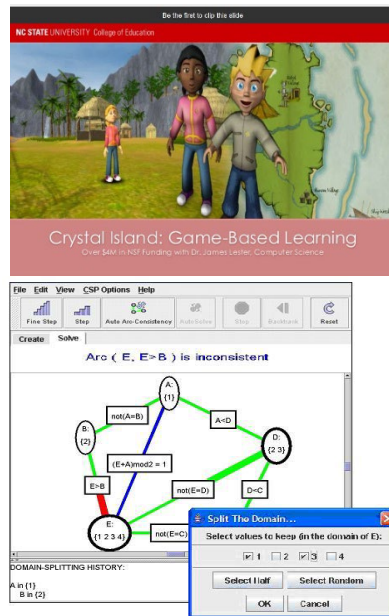 Be the first to clip this slide
NC STATE UNIVERSITY College of Education
Crystal Island: Game-Based Learning
Over $4M in NSF Funding with Dr. James Lester, Computer Science
File Edit View CSP Options Help
Fine Step Step Auto Arc-Consistency AutoSolve Stop Backtrack Reset
Create Solve
Arc ( E, E>B ) is inconsistent
A:
{1}
not(A=B)
A<D
B:
{2}
D:
{2 3}
(E+A)mod2 = 1
E>B
not(E=D)
D<C
E:
{1 2 3 4}
not(E=C)
Split The Domain...
Select values to keep (in the domain of E):
1 2 3 4
Select Half Select Random
OK Cancel
DOMAIN-SPLITTING HISTORY:
A in {1}
B in {2}